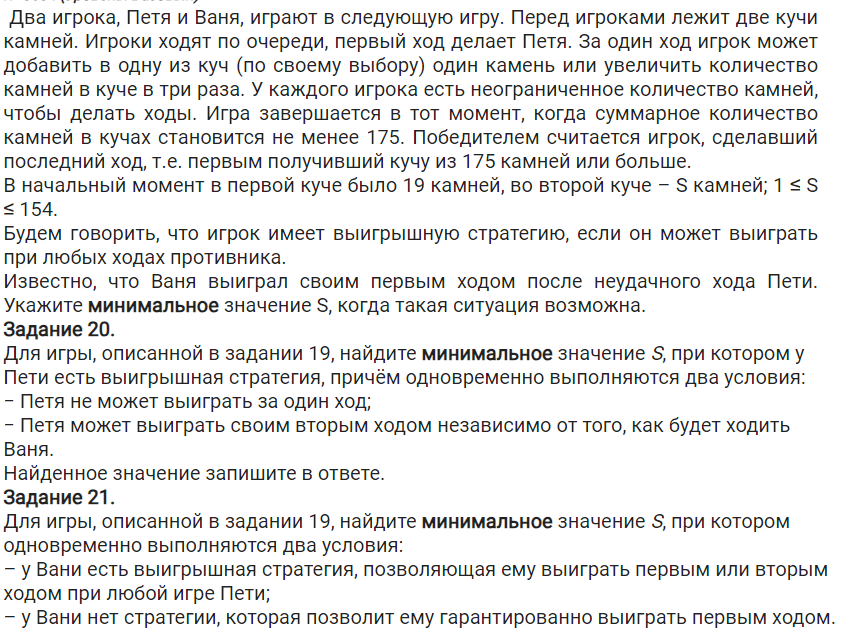 Два игрока, Петя и Ваня, играют в следующую игру. Перед игроками лежит две кучи
камней. Игроки ходят по очереди, первый ход делает Петя. За один ход игрок может
добавить в одну из куч (по своему выбору) один камень или увеличить количество
камней в куче в три раза. У каждого игрока есть неограниченное количество камней,
чтобы делать ходы. Игра завершается в тот момент, когда суммарное количество
камней в кучах становится не менее 175. Победителем считается игрок, сделавший
последний ход, т.е. первым получивший кучу из 175 камней или больше.
В начальный момент в первой куче было 19 камней, во второй куче – S камней; 1 ≤ S
≤ 154.
Будем говорить, что игрок имеет выигрышную стратегию, если он может выиграть
при любых ходах противника.
Известно, что Ваня выиграл своим первым ходом после неудачного хода Пети.
Укажите минимальное значение S, когда такая ситуация возможна.
Задание 20.
Для игры, описанной в задании 19, найдите минимальное значение S, при котором у
Пети есть выигрышная стратегия, причём одновременно выполняются два условия:
− Петя не может выиграть за один ход;
− Петя может выиграть своим вторым ходом независимо от того, как будет ходить
Ваня.
Найденное значение запишите в ответе.
Задание 21.
Для игры, описанной в задании 19, найдите минимальное значение S, при котором
одновременно выполняются два условия:
– у Вани есть выигрышная стратегия, позволяющая ему выиграть первым или вторым
ходом при любой игре Пети;
– у Вани нет стратегии, которая позволит ему гарантированно выиграть первым ходом.